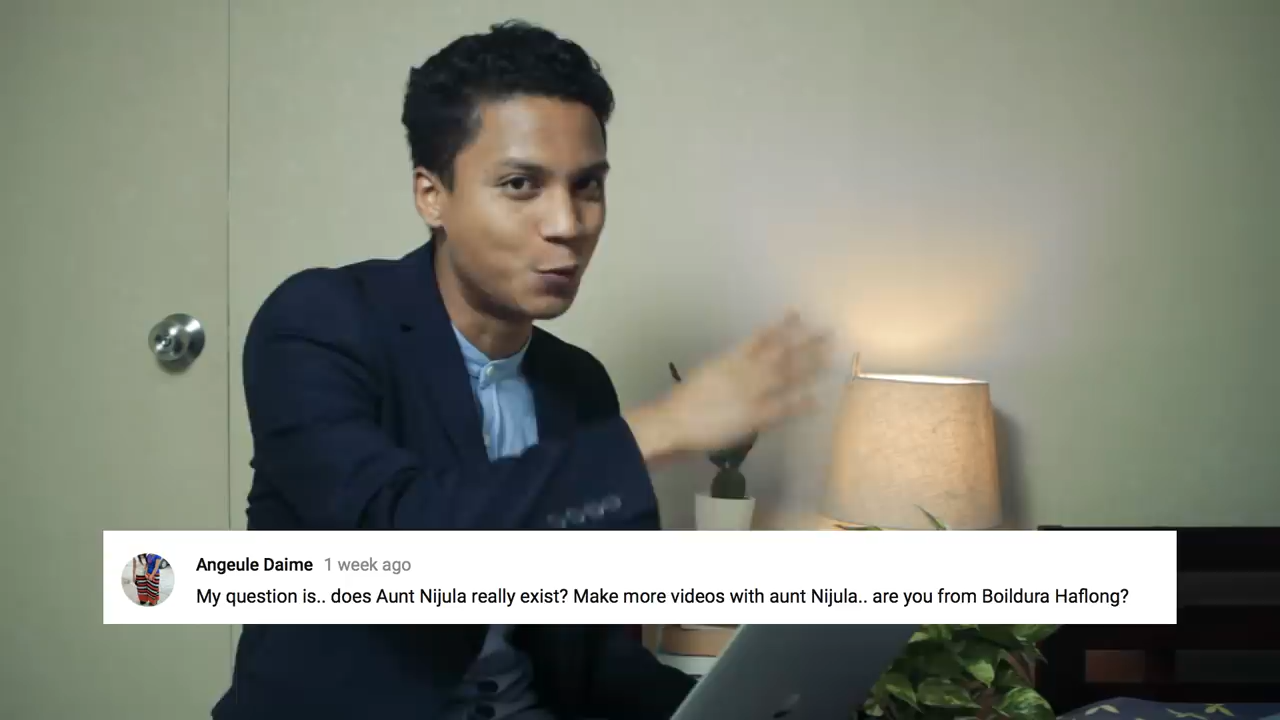 Angeule Daime 1 week ago
My question is.. does Aunt Nijula really exist? Make more videos with aunt Nijula.. are you from Boildura Haflong?